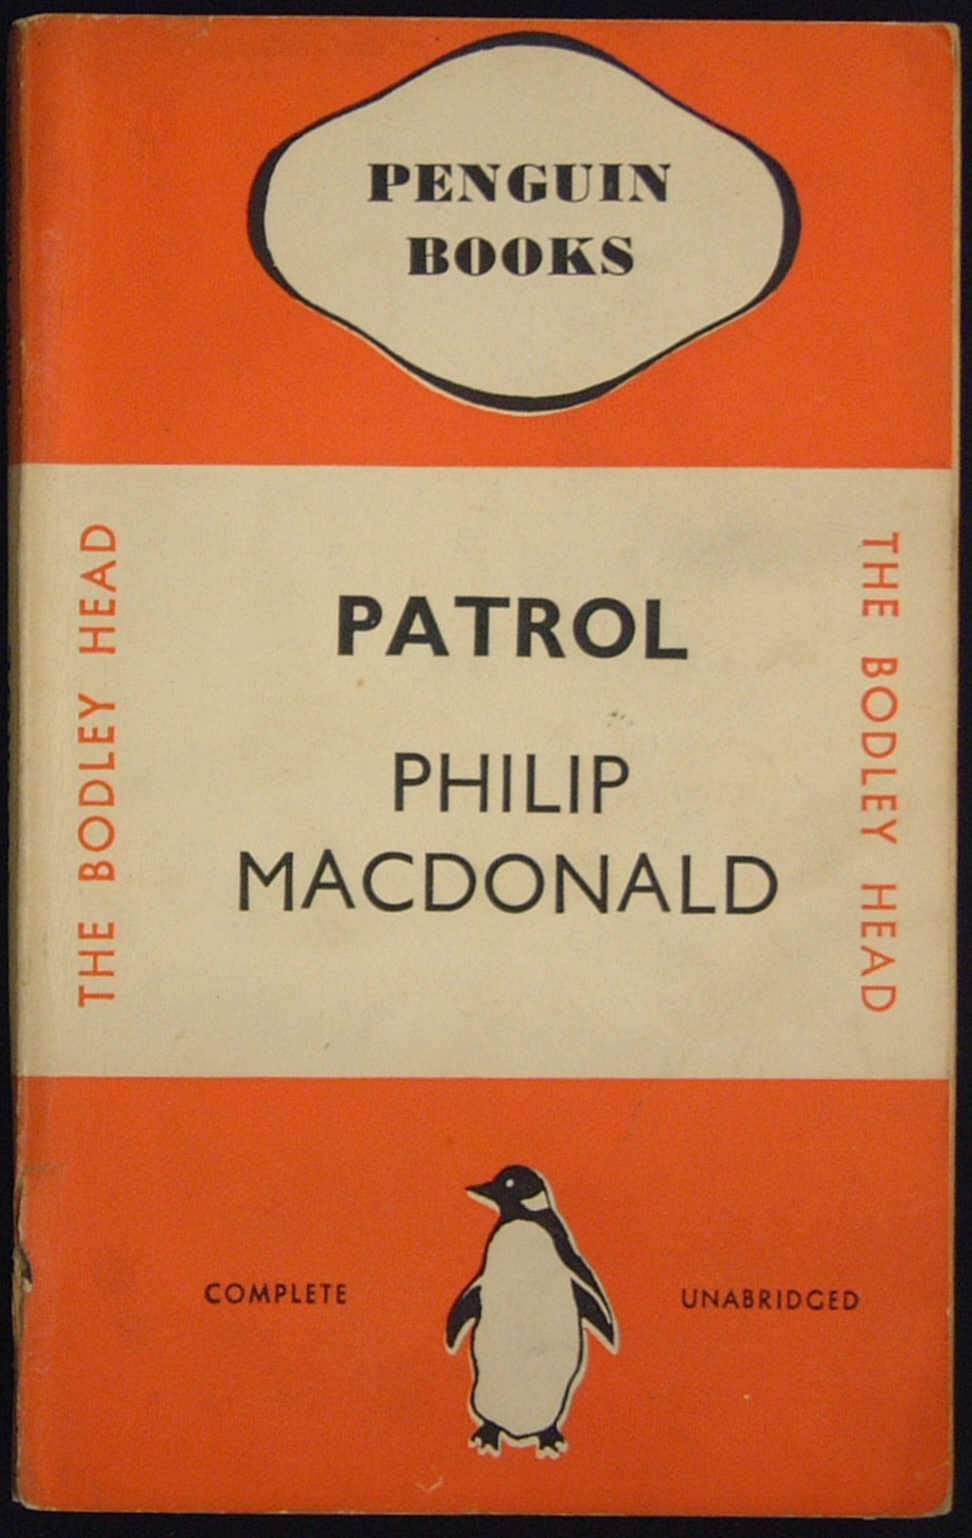 PENGUIN
BOOKS
THE BODLEY HEAD
PATROL
PHILIP
MACDONALD
THE BODLEY HEAD
COMPLETE
UNABRIDGED